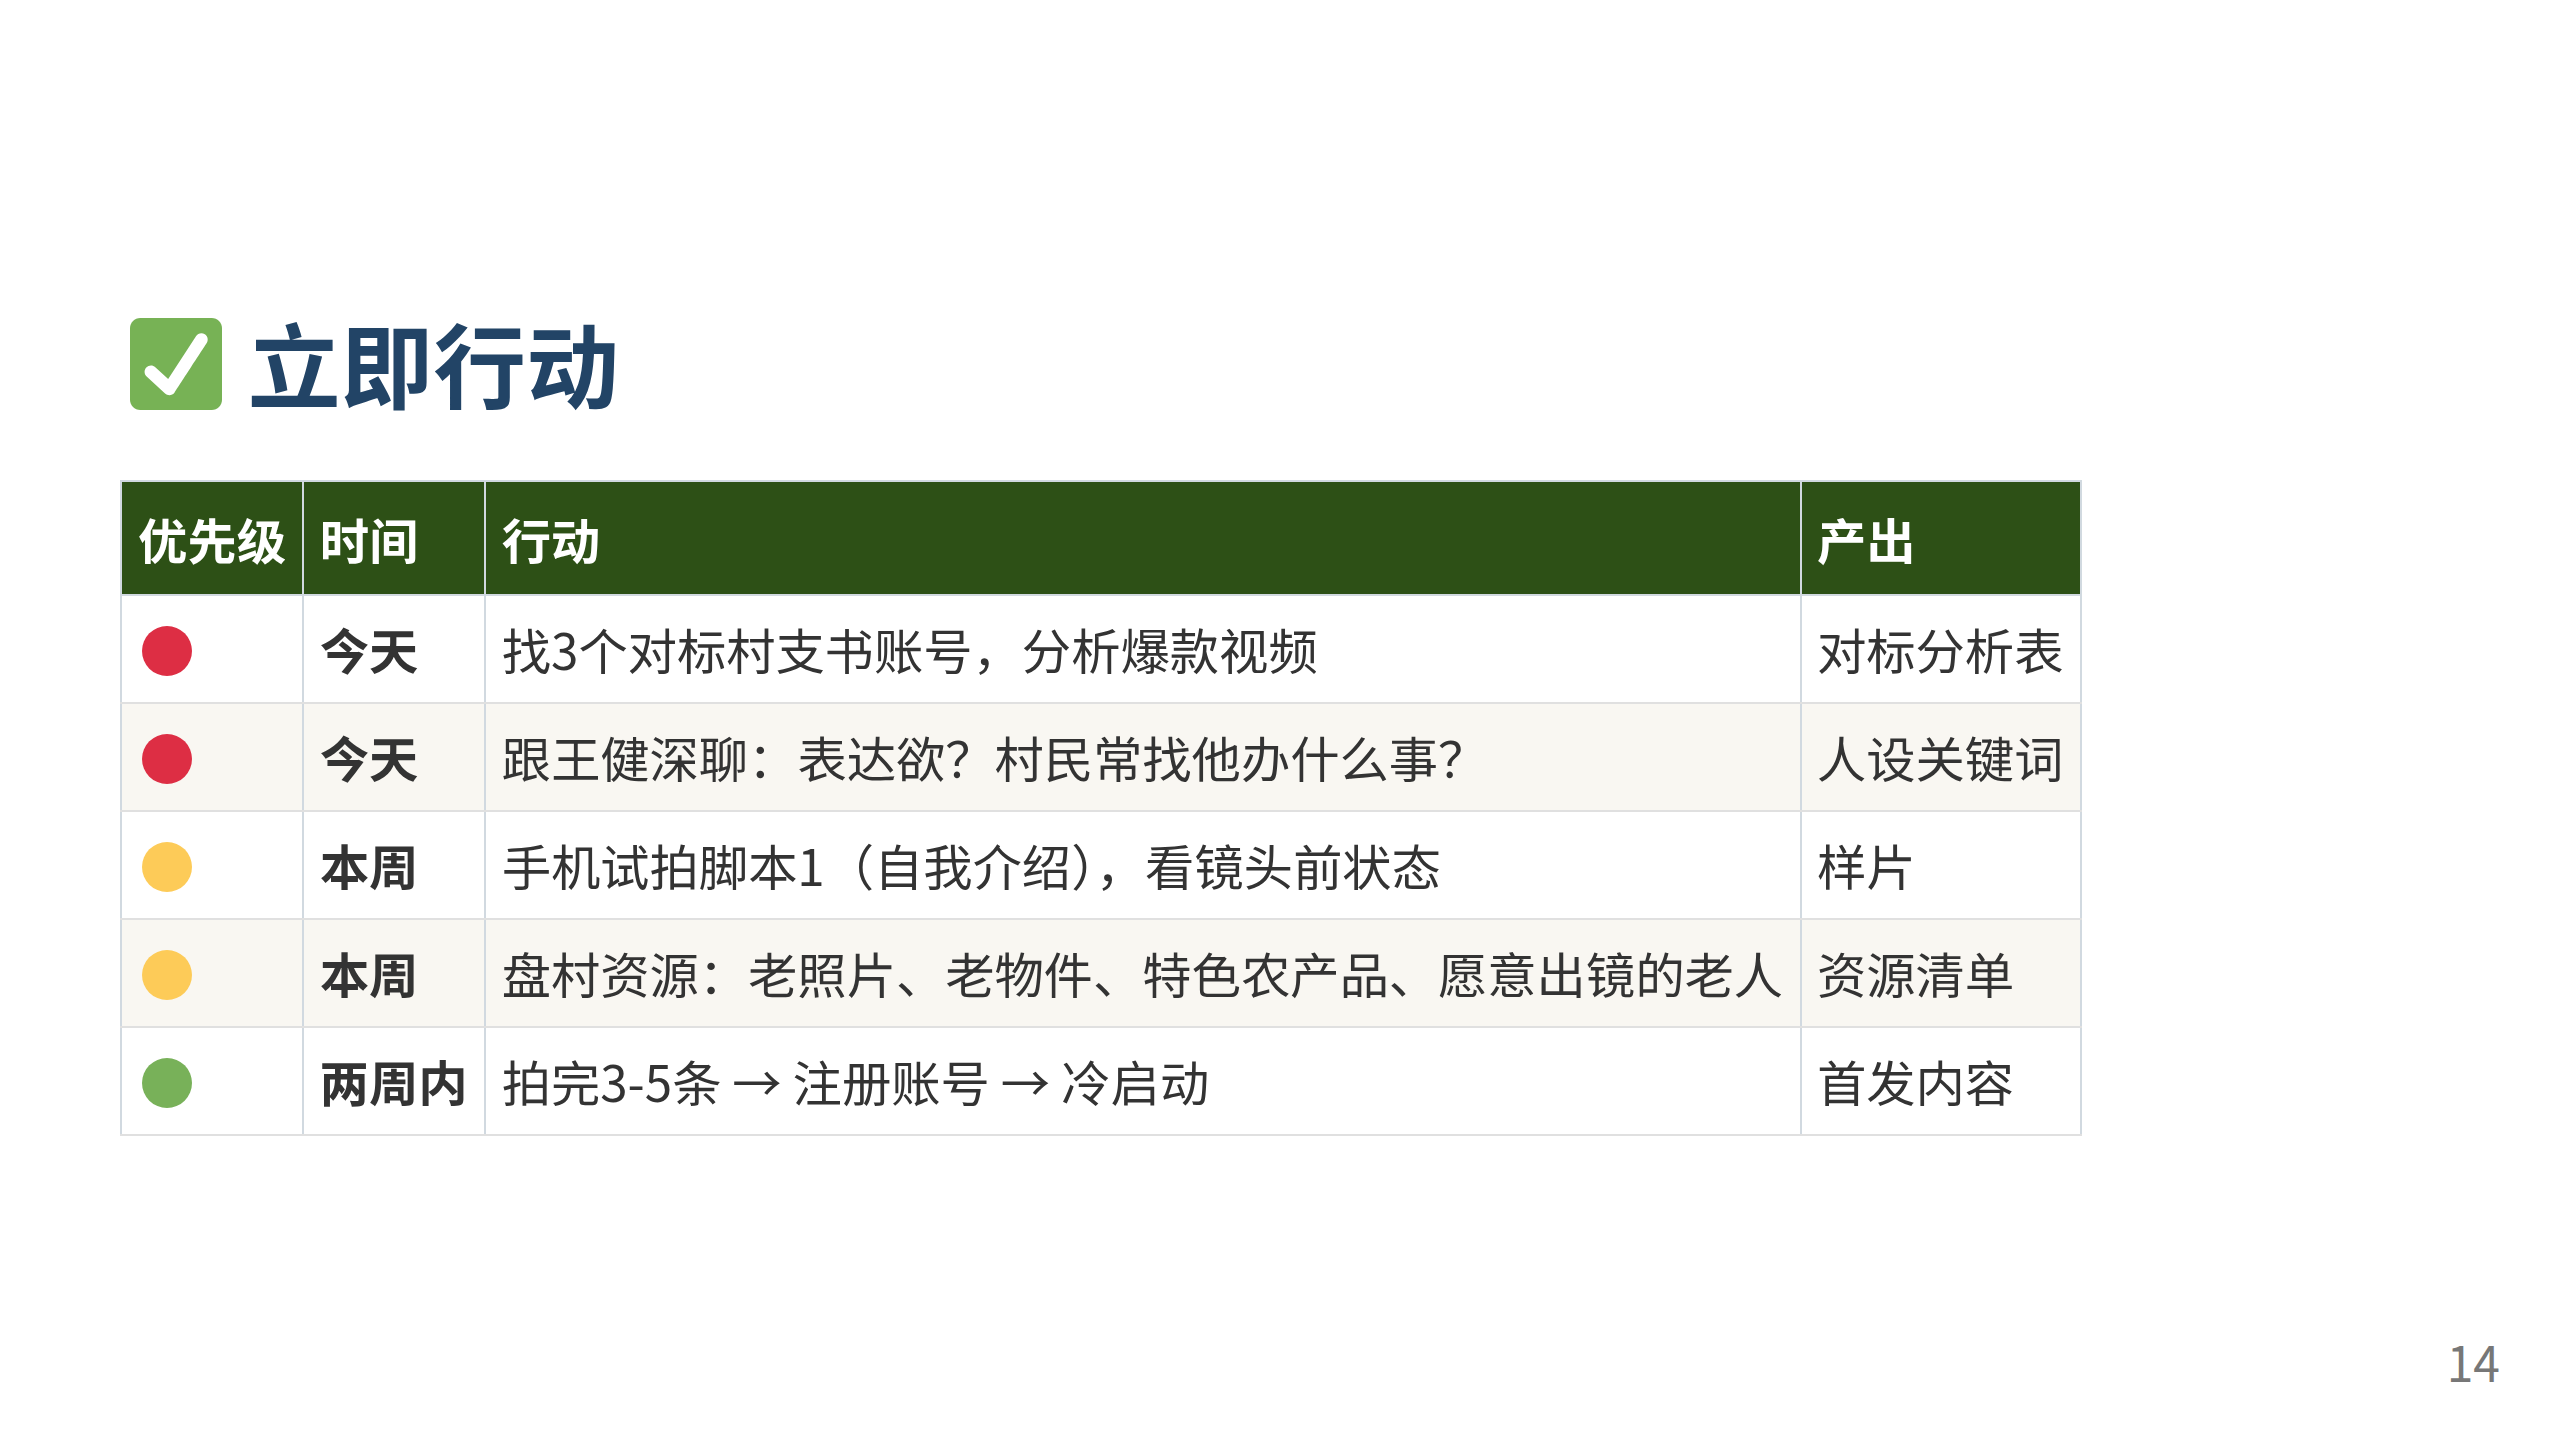 ✅ 立即行动
优先级 时间 行动 产出
🔴 今天 找3个对标村支书账号，分析爆款视频 对标分析表
🔴 今天 跟王健深聊：表达欲？村民常找他办什么事？ 人设关键词
🟡 本周 手机试拍脚本1（自我介绍），看镜头前状态 样片
🟡 本周 盘村资源：老照片、老物件、特色农产品、愿意出镜的老人 资源清单
🟢 两周内 拍完3-5条 → 注册账号 → 冷启动 首发内容
14